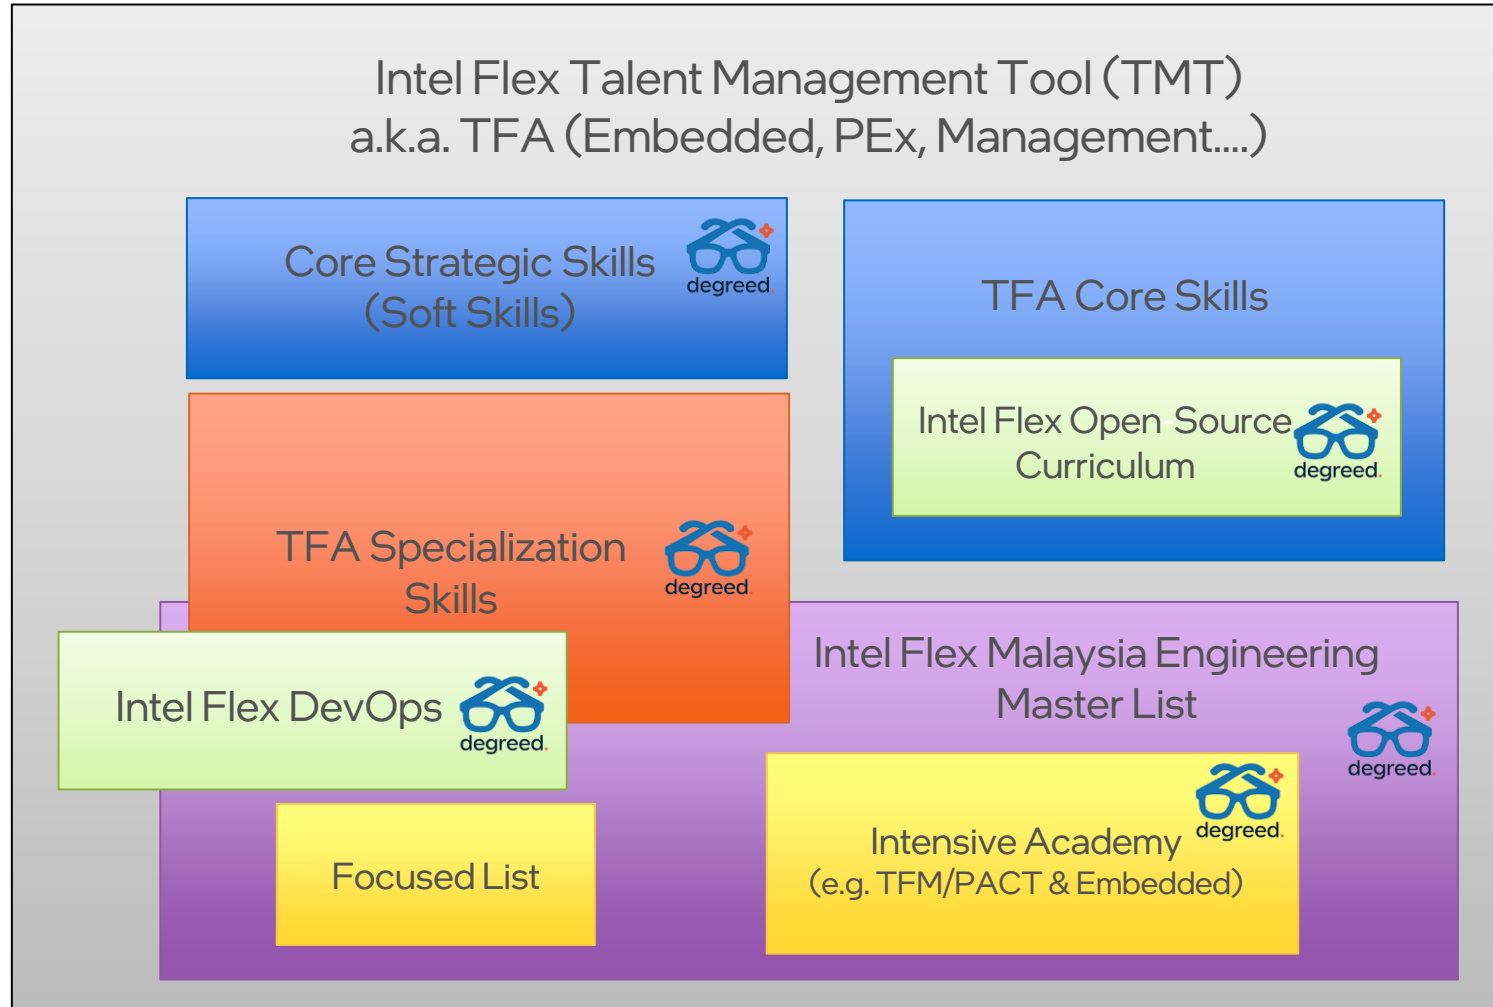 Intel Flex Talent Management Tool (TMT)
a.k.a. TFA (Embedded, PEx, Management....)
Core Strategic Skills
(Soft Skills)
degreed.
TFA Core Skills
Intel Flex Open-Source
Curriculum
degreed.
TFA Specialization
Skills
degreed.
Intel Flex DevOps
degreed.
Intel Flex Malaysia Engineering
Master List
degreed.
Focused List
Intensive Academy
(e.g. TFM/PACT & Embedded)
degreed.